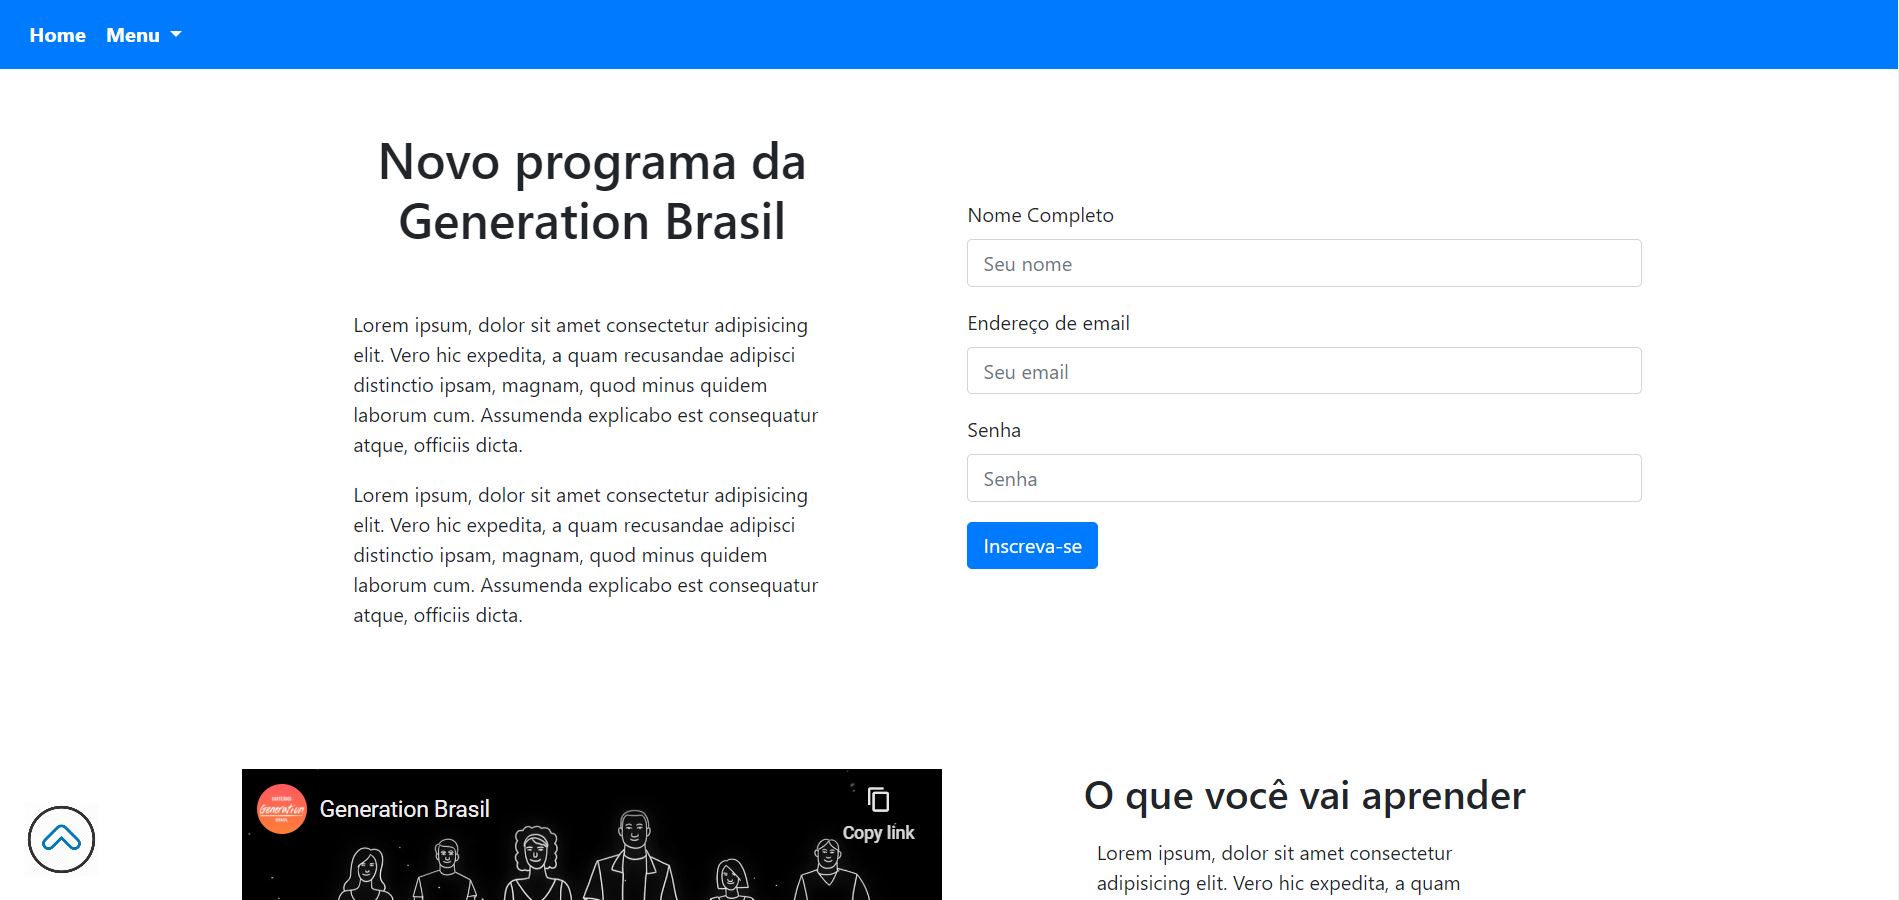 Home Menu
Novo programa da
Generation Brasil
Lorem ipsum, dolor sit amet consectetur adipisicing
elit. Vero hic expedita, a quam recusandae adipisci
distinctio ipsam, magnam, quod minus quidem
laborum cum. Assumenda explicabo est consequatur
atque, officiis dicta.
Lorem ipsum, dolor sit amet consectetur adipisicing
elit. Vero hic expedita, a quam recusandae adipisci
distinctio ipsam, magnam, quod minus quidem
laborum cum. Assumenda explicabo est consequatur
atque, officiis dicta.
Nome Completo
Seu nome
Endereço de email
Seu email
Senha
Senha
Inscreva-se
Generation
BRASIL
Generation Brasil
Copy link
O que você vai aprender
Lorem ipsum, dolor sit amet consectetur
adipisicing elit. Vero hic expedita, a quam